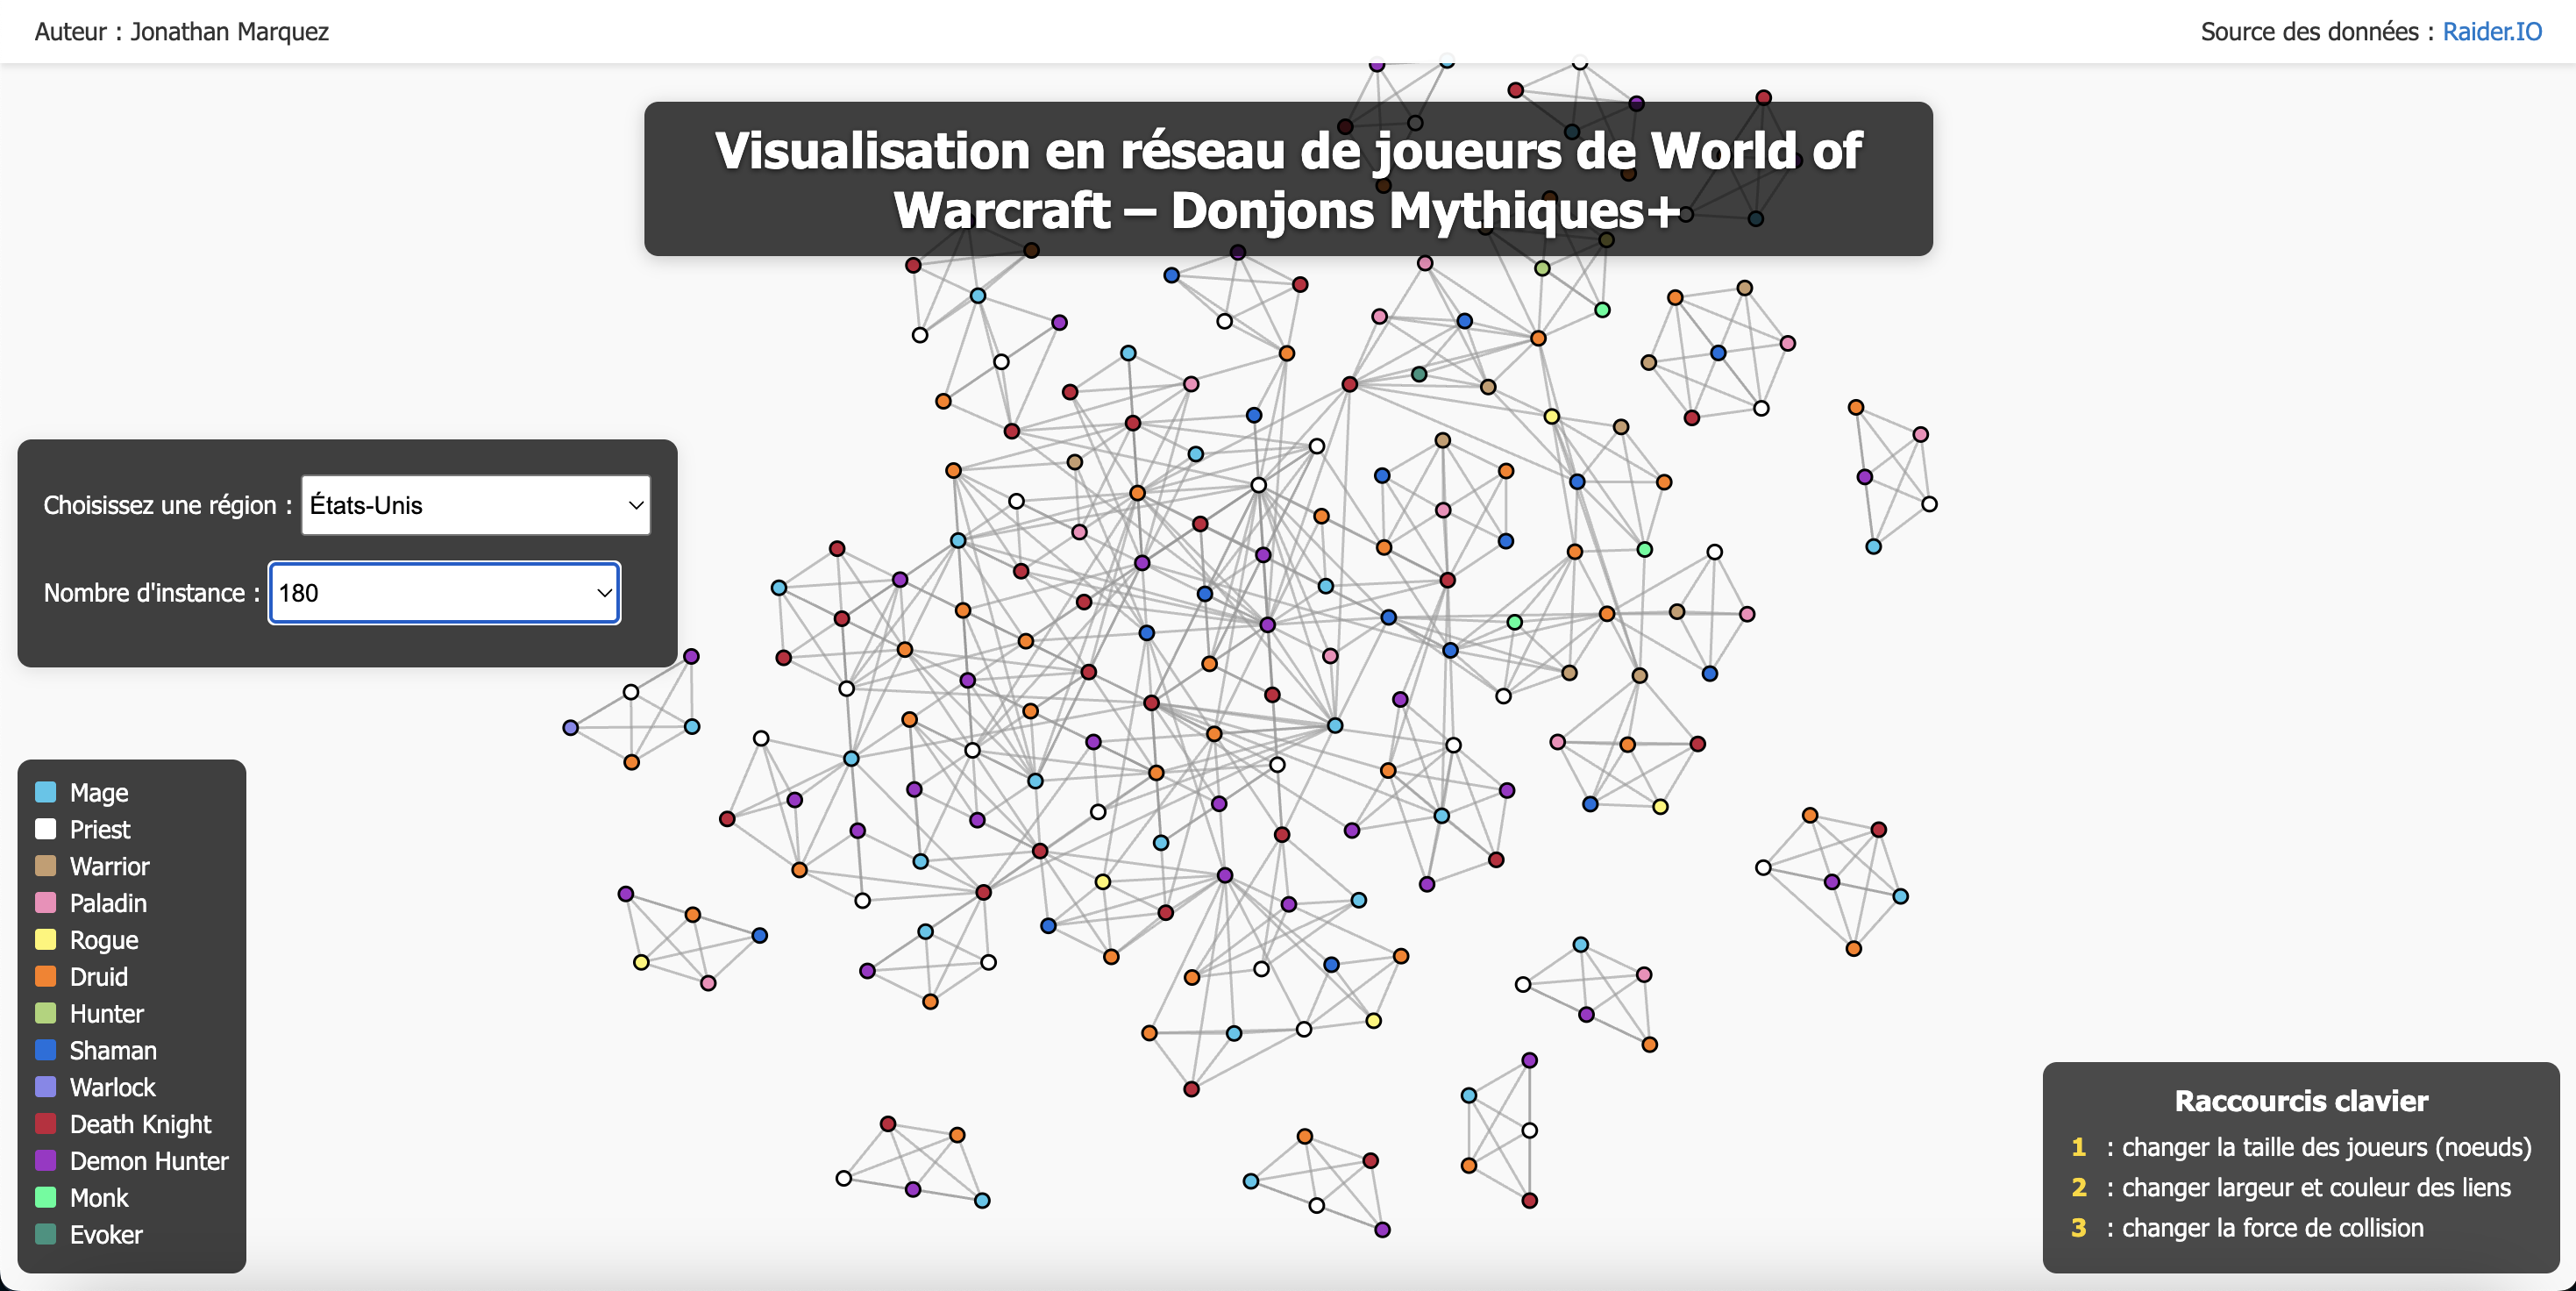 Auteur : Jonathan Marquez
Source des données : Raider.IO
Visualisation en réseau de joueurs de World of
Warcraft – Donjons Mythiques+
Choisissez une région :
États-Unis
Nombre d'instance :
180
Mage
Priest
Warrior
Paladin
Rogue
Druid
Hunter
Shaman
Warlock
Death Knight
Demon Hunter
Monk
Evoker
Raccourcis clavier
1 : changer la taille des joueurs (noeuds)
2 : changer largeur et couleur des liens
3 : changer la force de collision